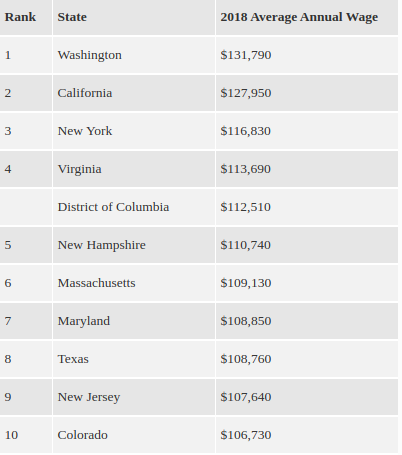 Rank State 2018 Average Annual Wage
1 Washington $131,790
2 California $127,950
3 New York $116,830
4 Virginia $113,690
District of Columbia $112,510
5 New Hampshire $110,740
6 Massachusetts $109,130
7 Maryland $108,850
8 Texas $108,760
9 New Jersey $107,640
10 Colorado $106,730